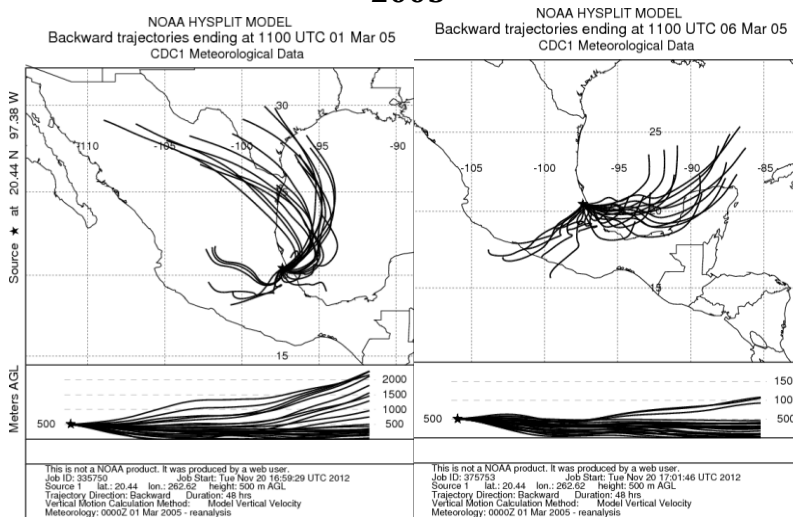 2005
NOAA HYSPLIT MODEL
Backward trajectories ending at 1100 UTC 01 Mar 05
CDC1 Meteorological Data
Source ★ at 20.44 N 97.38 W
30
-110
-105
-100
-95
-90
15
Meters AGL
500
2000
1500
1000
500
This is not a NOAA product. It was produced by a web user.
Job ID: 335750 Job Start: Tue Nov 20 16:59:29 UTC 2012
Source 1 lat.: 20.44 lon.: 262.62 height: 500 m AGL
Trajectory Direction: Backward Duration: 48 hrs
Vertical Motion Calculation Method: Model Vertical Velocity
Meteorology: 0000Z 01 Mar 2005 - reanalysis
NOAA HYSPLIT MODEL
Backward trajectories ending at 1100 UTC 06 Mar 05
CDC1 Meteorological Data
25
-105
-100
-95
-90
-85
15
500
150
100
500
This is not a NOAA product. It was produced by a web user.
Job ID: 375753 Job Start: Tue Nov 20 17:01:46 UTC 2012
Source 1 lat.: 20.44 lon.: 262.62 height: 500 m AGL
Trajectory Direction: Backward Duration: 48 hrs
Vertical Motion Calculation Method: Model Vertical Velocity
Meteorology: 0000Z 01 Mar 2005 - reanalysis